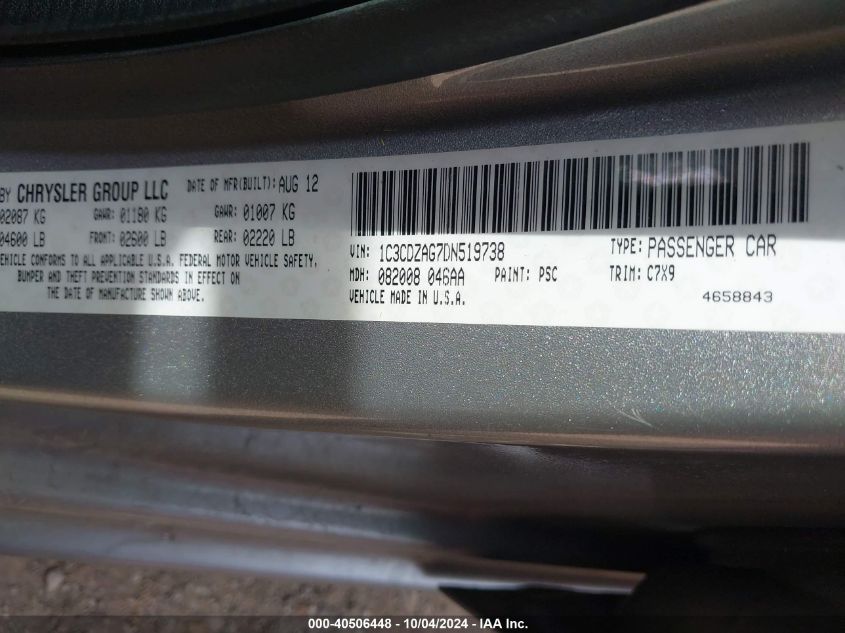 BY CHRYSLER GROUP LLC DATE OF MFR(BUILT): AUG 12
02087 KG GAWR: 01180 KG GAWR: 01007 KG
04600 LB FRONT: 02600 LB REAR: 02220 LB
VEHICLE CONFORMS TO ALL APPLICABLE U.S.A. FEDERAL MOTOR VEHICLE SAFETY,
BUMPER AND THEFT PREVENTION STANDARDS IN EFFECT ON
THE DATE OF MANUFACTURE SHOWN ABOVE.
VIN: 1C3CDZAG7DN519738 TYPE: PASSENGER CAR
MDH: 082008 046AA PAINT: PSC TRIM: C7X9
VEHICLE MADE IN U.S.A. 4658843
000-40506448 - 10/04/2024 - IAA Inc.